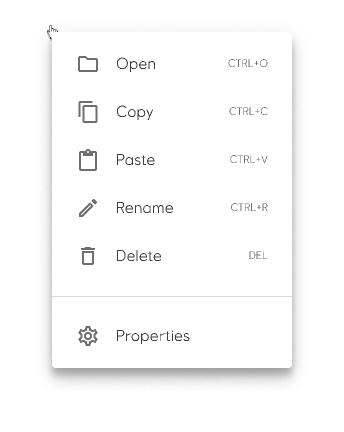 Open CTRL+O
Copy CTRL+C
Paste CTRL+V
Rename CTRL+R
Delete DEL
Properties